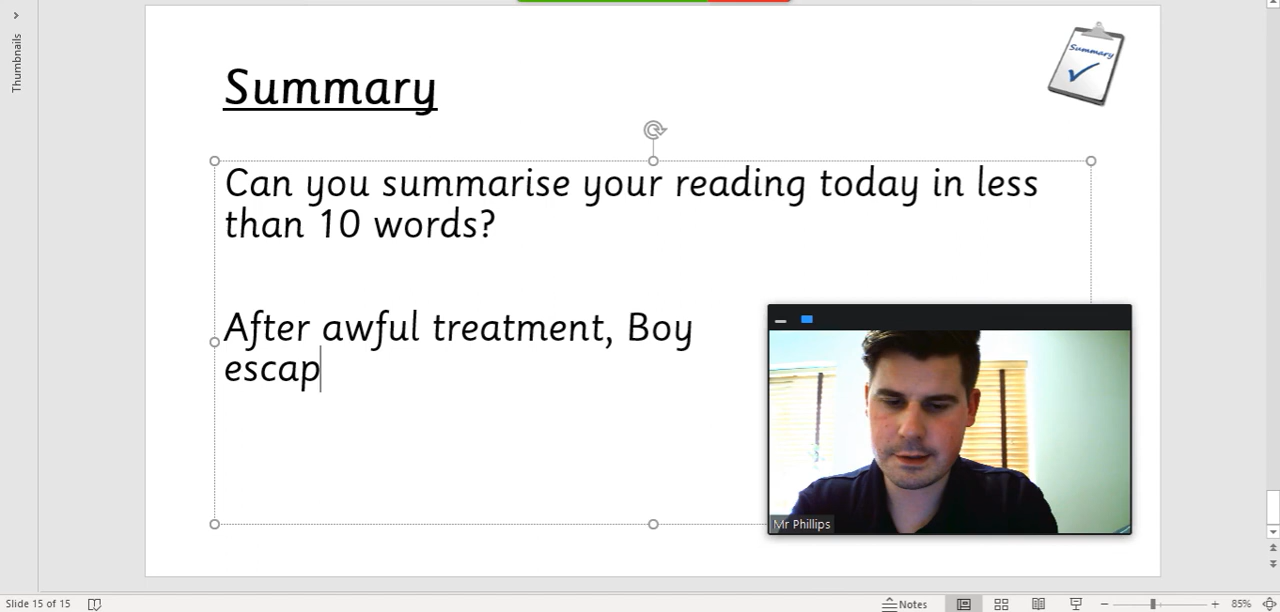 Thumbnails
Summary
Summary
Can you summarise your reading today in less
than 10 words?
After awful treatment, Boy
escap
Mr Phillips
Slide 15 of 15
Notes
85%